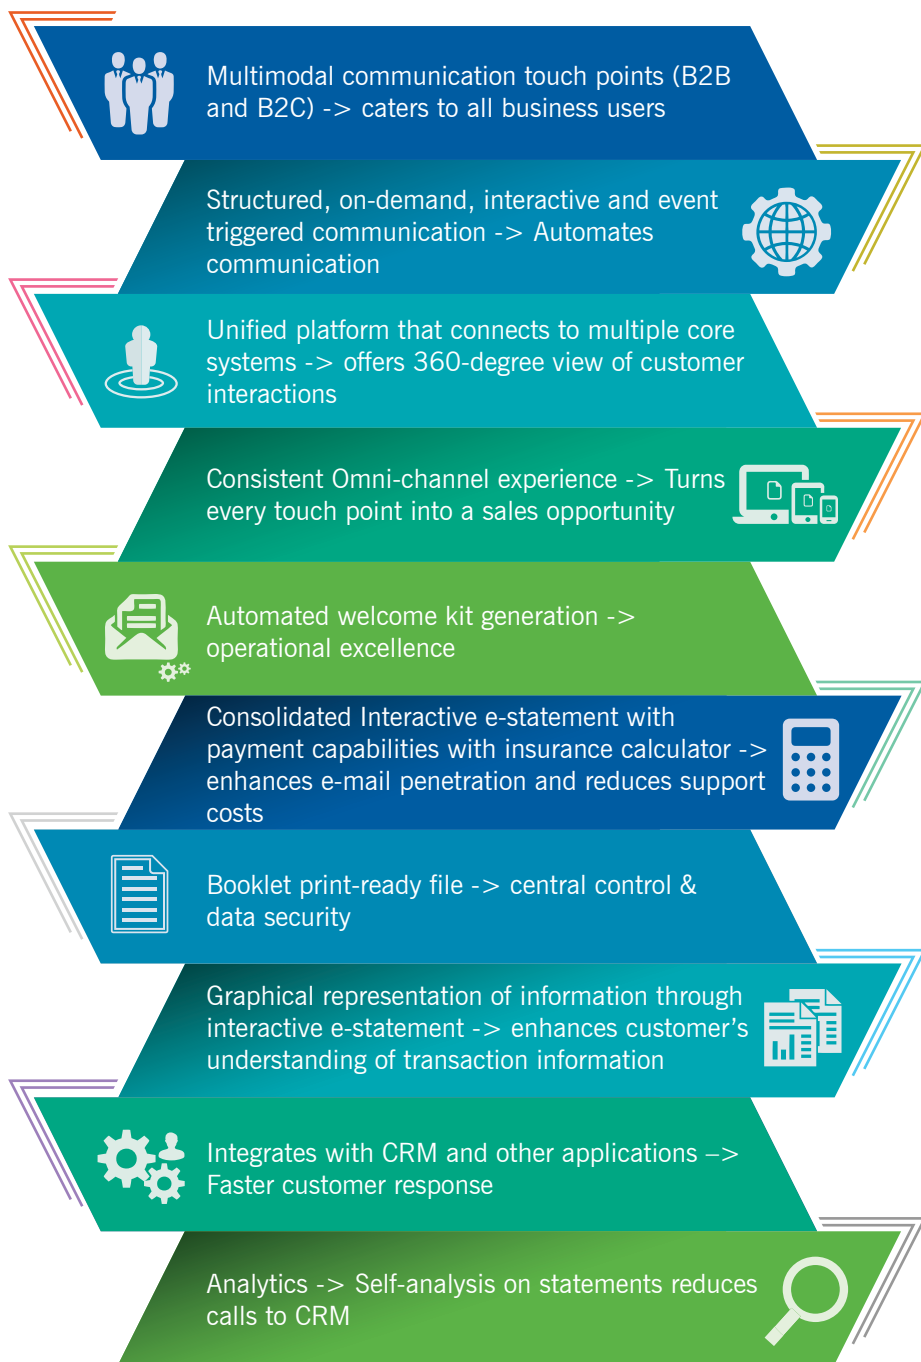 Multimodal communication touch points (B2B
and B2C) -> caters to all business users
Structured, on-demand, interactive and event
triggered communication -> Automates
communication
Unified platform that connects to multiple core
systems -> offers 360-degree view of customer
interactions
Consistent Omni-channel experience -> Turns
every touch point into a sales opportunity
Automated welcome kit generation ->
operational excellence
Consolidated Interactive e-statement with
payment capabilities with insurance calculator ->
enhances e-mail penetration and reduces support
costs
Booklet print-ready file -> central control &
data security
Graphical representation of information through
interactive e-statement -> enhances customer’s
understanding of transaction information
Integrates with CRM and other applications –>
Faster customer response
Analytics -> Self-analysis on statements reduces
calls to CRM